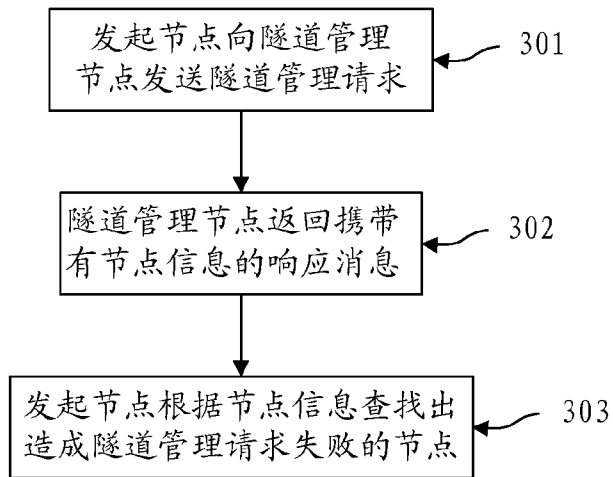 发起节点向隧道管理
节点发送隧道管理请求
301
隧道管理节点返回携带
有节点信息的响应消息
302
发起节点根据节点信息查找出
造成隧道管理请求失败的节点
303